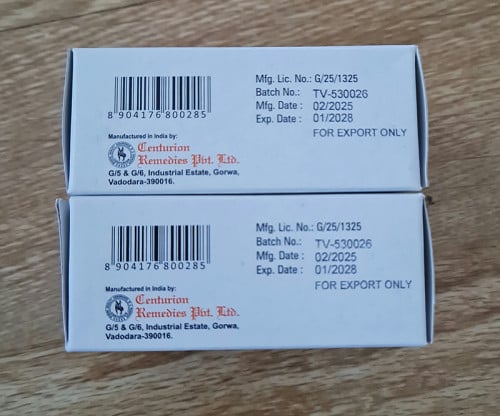 8 904176 800285
Manufactured in India by:
Centurion
Remedies Pvt. Ltd.
G/5 & G/6, Industrial Estate, Gorwa,
Vadodara-390016.
Mfg. Lic. No.: G/25/1325
Batch No.: TV-530026
Mfg. Date : 02/2025
Exp. Date : 01/2028
FOR EXPORT ONLY
8 904176 800285
Manufactured in India by:
Centurion
Remedies Pvt. Ltd.
G/5 & G/6, Industrial Estate, Gorwa,
Vadodara-390016.
Mfg. Lic. No.: G/25/1325
Batch No.: TV-530026
Mfg. Date : 02/2025
Exp. Date : 01/2028
FOR EXPORT ONLY